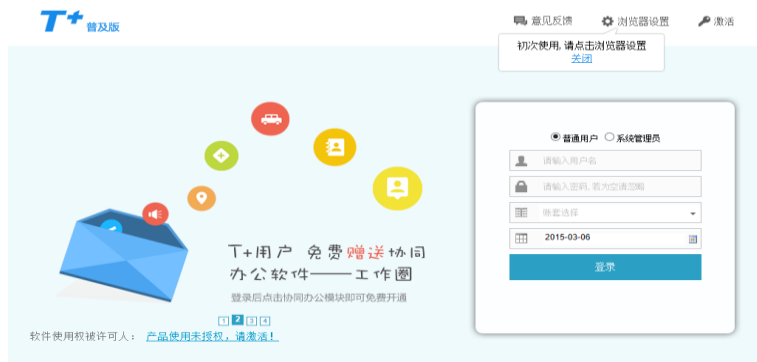 T+ 普及版
意见反馈 浏览器设置 激活
初次使用, 请点击浏览器设置
关闭
普通用户 系统管理员
请输入用户名
请输入密码, 若为空请忽略
账套选择
2015-03-06
登录
T+用户 免费赠送协同
办公软件——工作圈
登录后点击协同办公模块即可免费开通
1 2 3 4
软件使用权被许可人： 产品使用未授权，请激活！